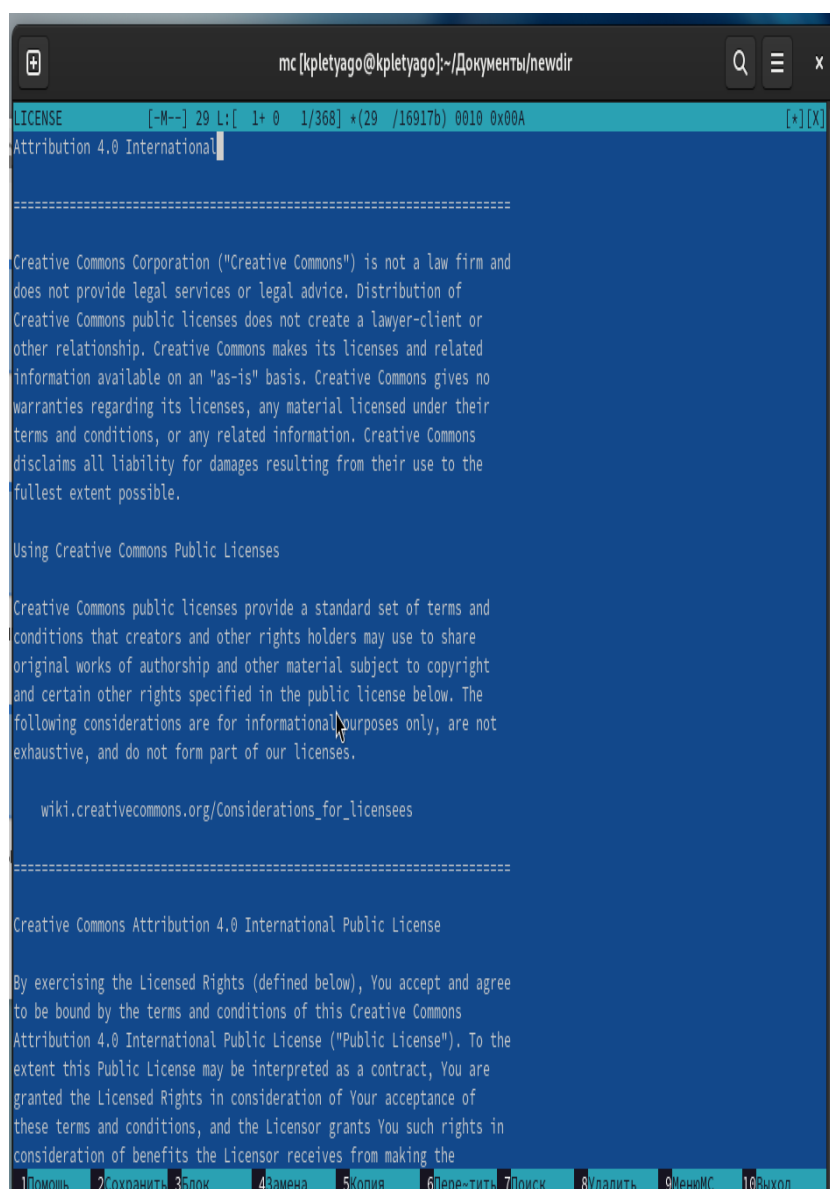 mc [kpletyago@kpletyago]:~/Документы/newdir
LICENSE [-M--] 29 L:[ 1+ 0 1/368] *(29 /16917b) 0010 0x00A [*][X]
Attribution 4.0 International
=======================================================================
Creative Commons Corporation ("Creative Commons") is not a law firm and
does not provide legal services or legal advice. Distribution of
Creative Commons public licenses does not create a lawyer-client or
other relationship. Creative Commons makes its licenses and related
information available on an "as-is" basis. Creative Commons gives no
warranties regarding its licenses, any material licensed under their
terms and conditions, or any related information. Creative Commons
disclaims all liability for damages resulting from their use to the
fullest extent possible.
Using Creative Commons Public Licenses
Creative Commons public licenses provide a standard set of terms and
conditions that creators and other rights holders may use to share
original works of authorship and other material subject to copyright
and certain other rights specified in the public license below. The
following considerations are for informational purposes only, are not
exhaustive, and do not form part of our licenses.
wiki.creativecommons.org/Considerations_for_licensees
=======================================================================
Creative Commons Attribution 4.0 International Public License
By exercising the Licensed Rights (defined below), You accept and agree
to be bound by the terms and conditions of this Creative Commons
Attribution 4.0 International Public License ("Public License"). To the
extent this Public License may be interpreted as a contract, You are
granted the Licensed Rights in consideration of Your acceptance of
these terms and conditions, and the Licensor grants You such rights in
consideration of benefits the Licensor receives from making the
1Помощь 2Сохранить 3Блок 4Замена 5Копия 6Пере~тить 7Поиск 8Удалить 9МенюMC 10Выход